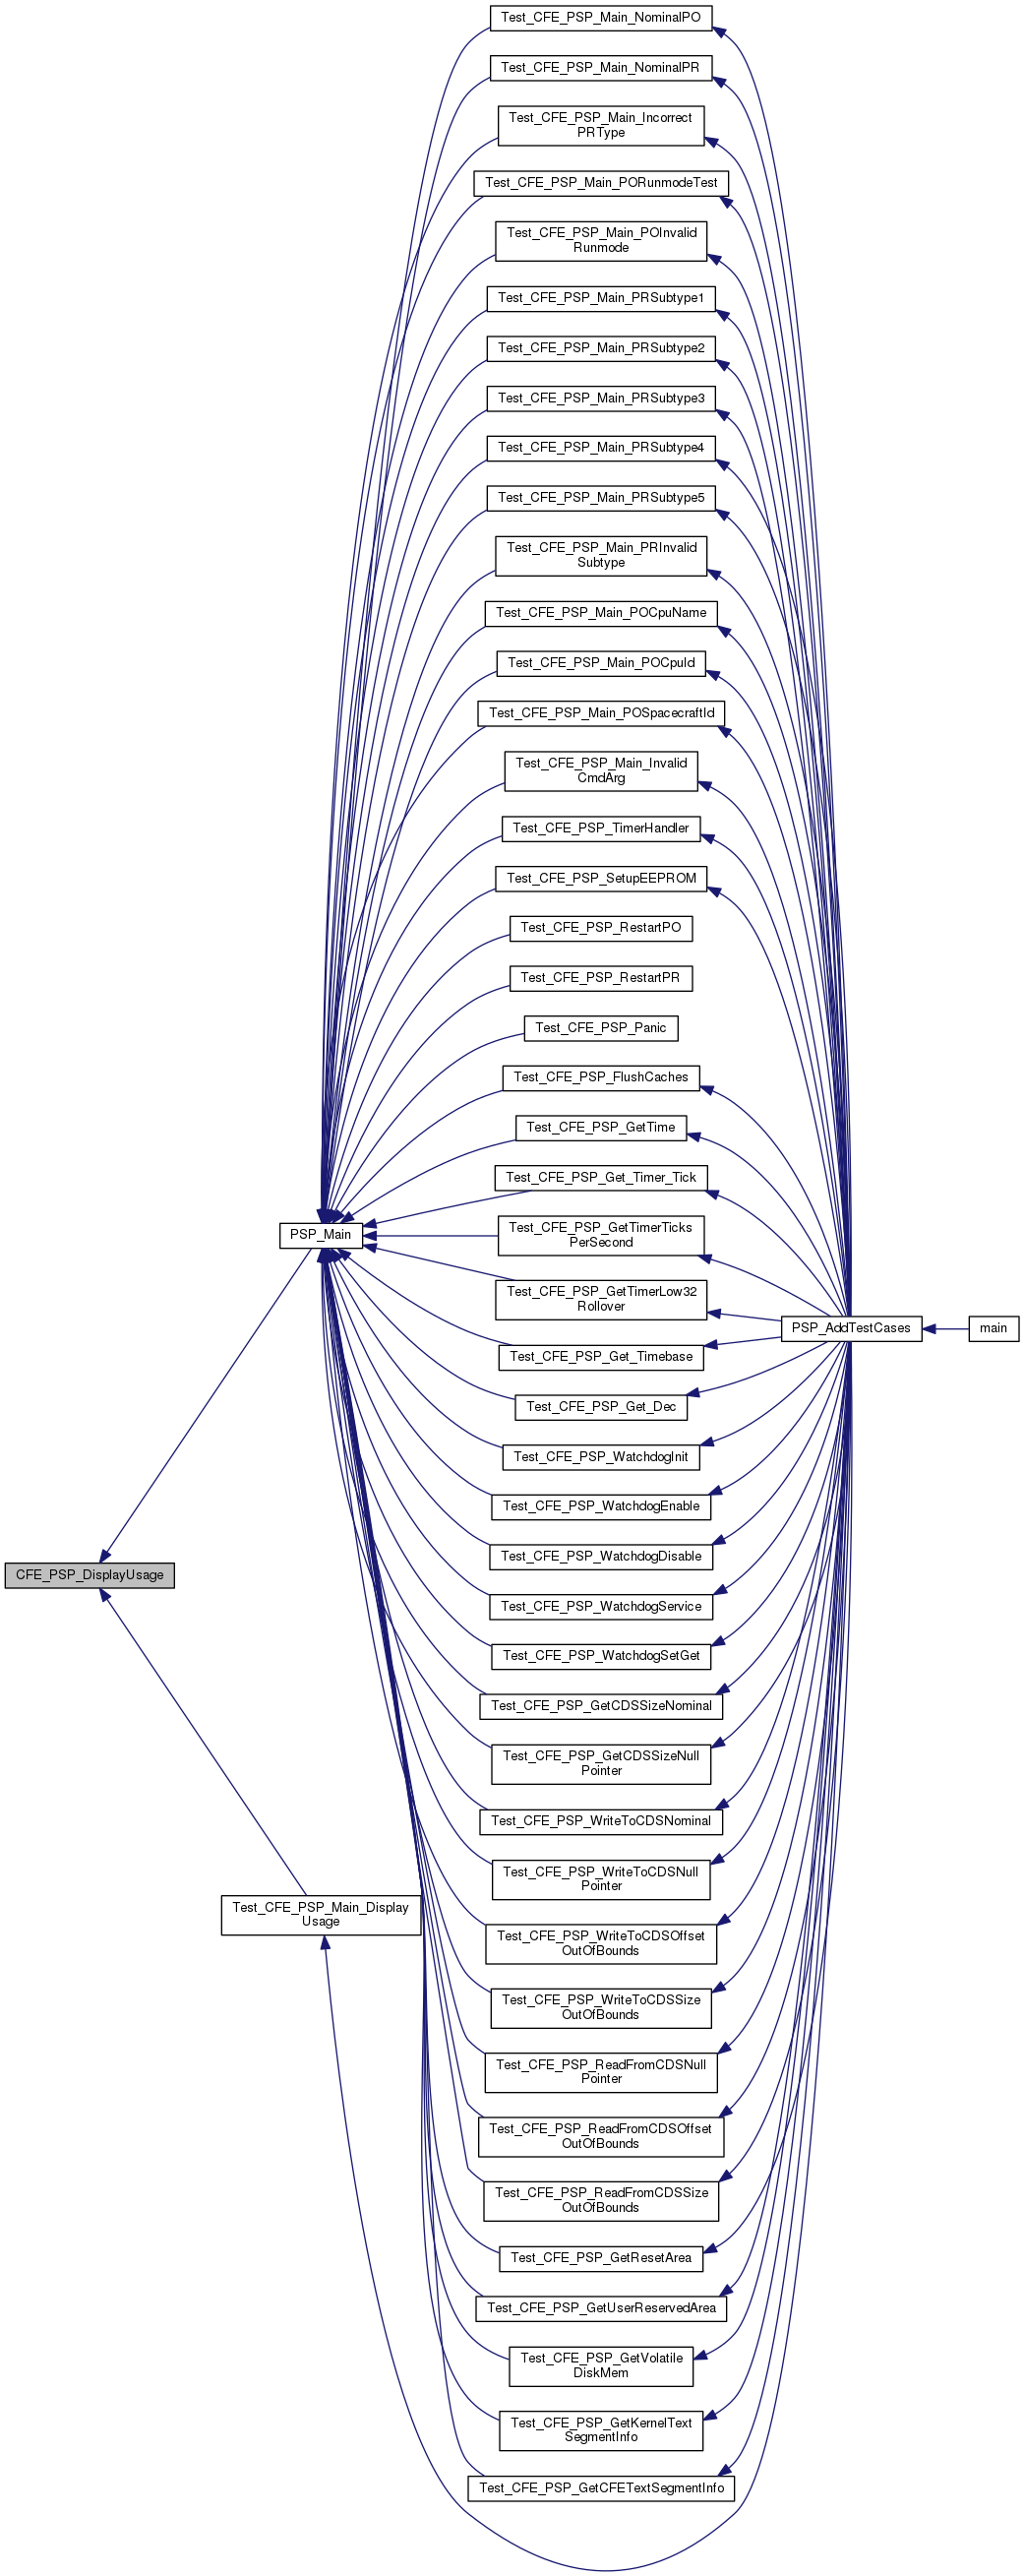 Test_CFE_PSP_Main_NominalPO
Test_CFE_PSP_Main_NominalPR
Test_CFE_PSP_Main_Incorrect
PRType
Test_CFE_PSP_Main_PORunmodeTest
Test_CFE_PSP_Main_POInvalid
Runmode
Test_CFE_PSP_Main_PRSubtype1
Test_CFE_PSP_Main_PRSubtype2
Test_CFE_PSP_Main_PRSubtype3
Test_CFE_PSP_Main_PRSubtype4
Test_CFE_PSP_Main_PRSubtype5
Test_CFE_PSP_Main_PRInvalid
Subtype
Test_CFE_PSP_Main_POCpuName
Test_CFE_PSP_Main_POCpuId
Test_CFE_PSP_Main_POSpacecraftId
Test_CFE_PSP_Main_Invalid
CmdArg
Test_CFE_PSP_TimerHandler
Test_CFE_PSP_SetupEEPROM
Test_CFE_PSP_RestartPO
Test_CFE_PSP_RestartPR
Test_CFE_PSP_Panic
Test_CFE_PSP_FlushCaches
Test_CFE_PSP_GetTime
Test_CFE_PSP_Get_Timer_Tick
Test_CFE_PSP_GetTimerTicks
PerSecond
PSP_Main
Test_CFE_PSP_GetTimerLow32
Rollover
PSP_AddTestCases
main
Test_CFE_PSP_Get_Timebase
Test_CFE_PSP_Get_Dec
Test_CFE_PSP_WatchdogInit
Test_CFE_PSP_WatchdogEnable
Test_CFE_PSP_WatchdogDisable
CFE_PSP_DisplayUsage
Test_CFE_PSP_WatchdogService
Test_CFE_PSP_WatchdogSetGet
Test_CFE_PSP_GetCDSSizeNominal
Test_CFE_PSP_GetCDSSizeNull
Pointer
Test_CFE_PSP_WriteToCDSNominal
Test_CFE_PSP_WriteToCDSNull
Pointer
Test_CFE_PSP_Main_Display
Usage
Test_CFE_PSP_WriteToCDSOffset
OutOfBounds
Test_CFE_PSP_WriteToCDSSize
OutOfBounds
Test_CFE_PSP_ReadFromCDSNull
Pointer
Test_CFE_PSP_ReadFromCDSOffset
OutOfBounds
Test_CFE_PSP_ReadFromCDSSize
OutOfBounds
Test_CFE_PSP_GetResetArea
Test_CFE_PSP_GetUserReservedArea
Test_CFE_PSP_GetVolatile
DiskMem
Test_CFE_PSP_GetKernelText
SegmentInfo
Test_CFE_PSP_GetCFETextSegmentInfo